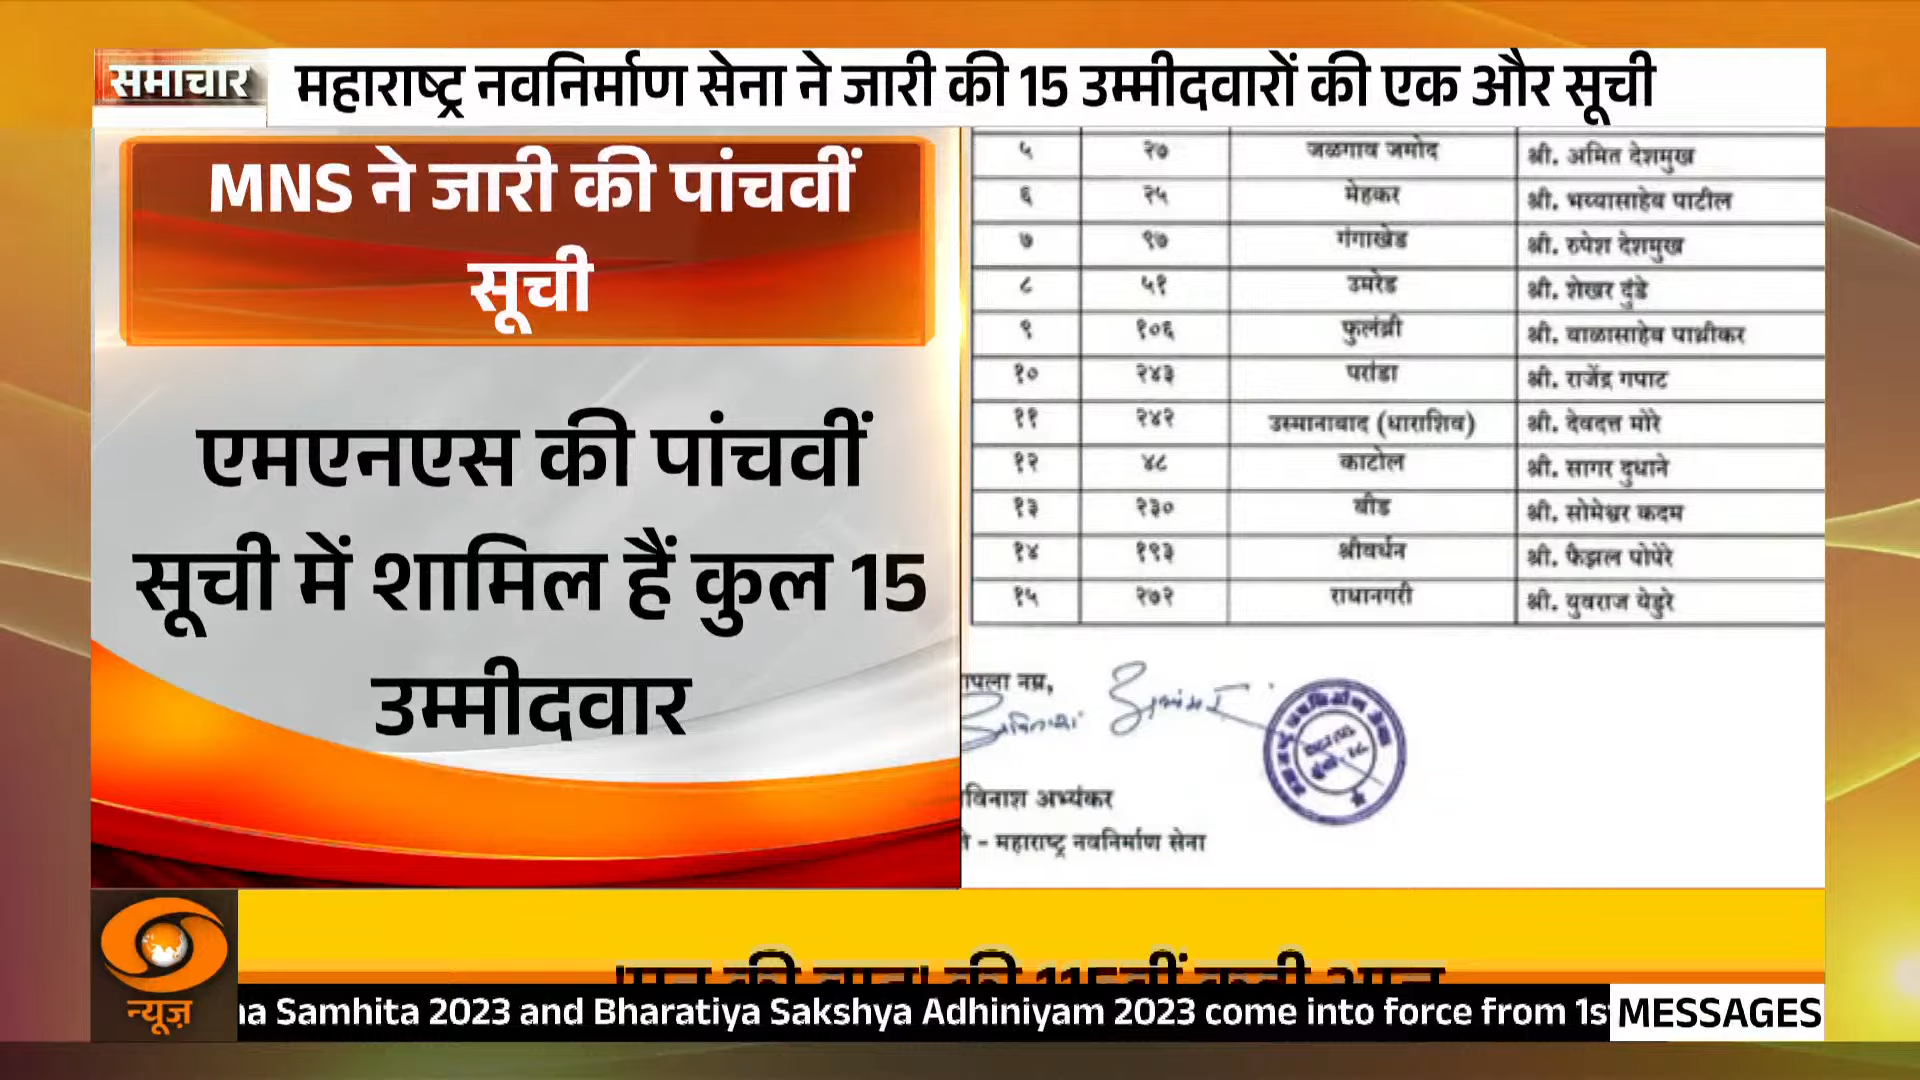 समाचार
महाराष्ट्र नवनिर्माण सेना ने जारी की 15 उम्मीदवारों की एक और सूची
MNS ने जारी की पांचवीं
सूची
एमएनएस की पांचवीं
सूची में शामिल हैं कुल 15
उम्मीदवार
५ २७ जळगाव जमोद श्री. अमित देशमुख
६ २५ मेहकर श्री. भय्यासाहेब पाटील
७ ९७ गंगाखेड श्री. रुपेश देशमुख
८ ५१ उमरेड श्री. शेखर दुंडे
९ १०६ फुलंब्री श्री. बाळासाहेब पाथ्रीकर
१० २४३ परांडा श्री. राजेंद्र गपाट
११ २४२ उस्मानाबाद (धाराशिव) श्री. देवदत्त मोरे
१२ ४८ काटोल श्री. सागर दुधाने
१३ २३० बीड श्री. सोमेश्वर कदम
१४ १९३ श्रीवर्धन श्री. फैझल पोपेरे
१५ २७२ राधानगरी श्री. युवराज येडुरे
नम्र,
अभ्यंकर
- महाराष्ट्र नवनिर्माण सेना
'मन की बात' की 115वीं कड़ी आज
न्यूज़
Samhita 2023 and Bharatiya Sakshya Adhiniyam 2023 come into force from
MESSAGES